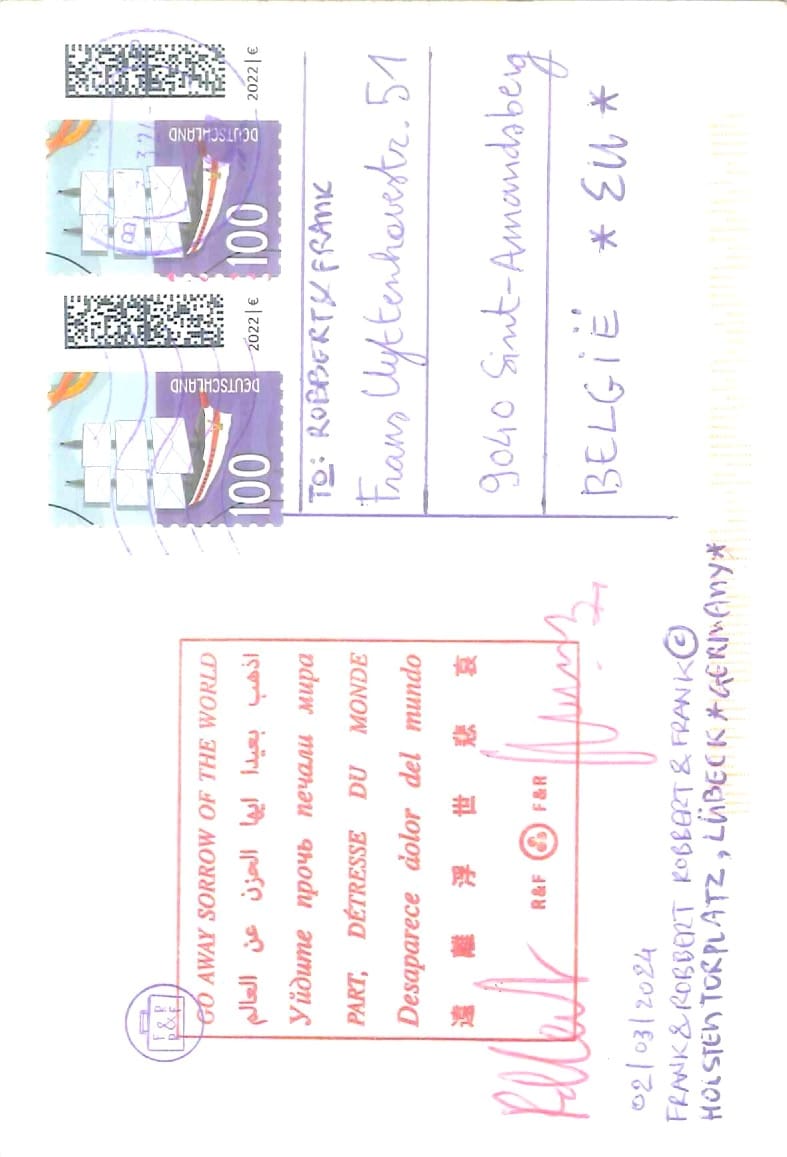 GO AWAY SORROW OF THE WORLD
اذهب بعيدا ايها الحزن عن العالم
Уйдите прочь печали мира
PART, DÉTRESSE DU MONDE
Desaparece dolor del mundo
遠離浮世悲哀
R&F F&R
02/03/2024
FRANK & ROBBERT ROBBERT & FRANK ©
HOLSTENTORPLATZ, LÜBECK *GERMANY*
100 DEUTSCHLAND 2022 | €
100 DEUTSCHLAND 2022 | €
TO: ROBBERT & FRANK
Frans Uyttenhovestr. 51
9040 Sint-Amandsberg
BELGIË * EU *